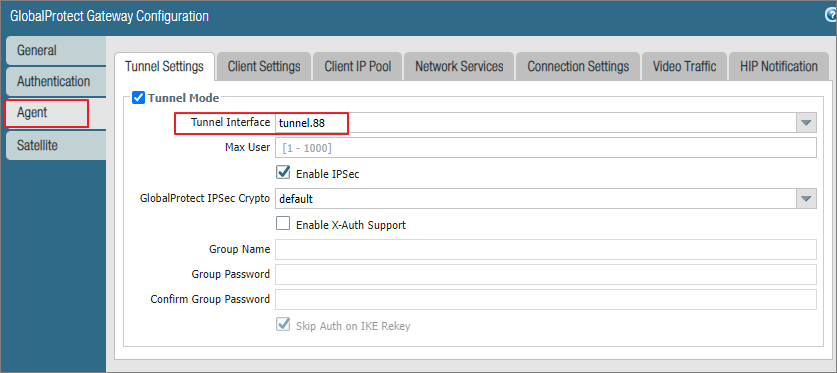 GlobalProtect Gateway Configuration
General
Authentication
Agent
Satellite
Tunnel Settings Client Settings Client IP Pool Network Services Connection Settings Video Traffic HIP Notification
Tunnel Mode
Tunnel Interface tunnel.88
Max User [1 - 1000]
Enable IPSec
GlobalProtect IPSec Crypto default
Enable X-Auth Support
Group Name
Group Password
Confirm Group Password
Skip Auth on IKE Rekey